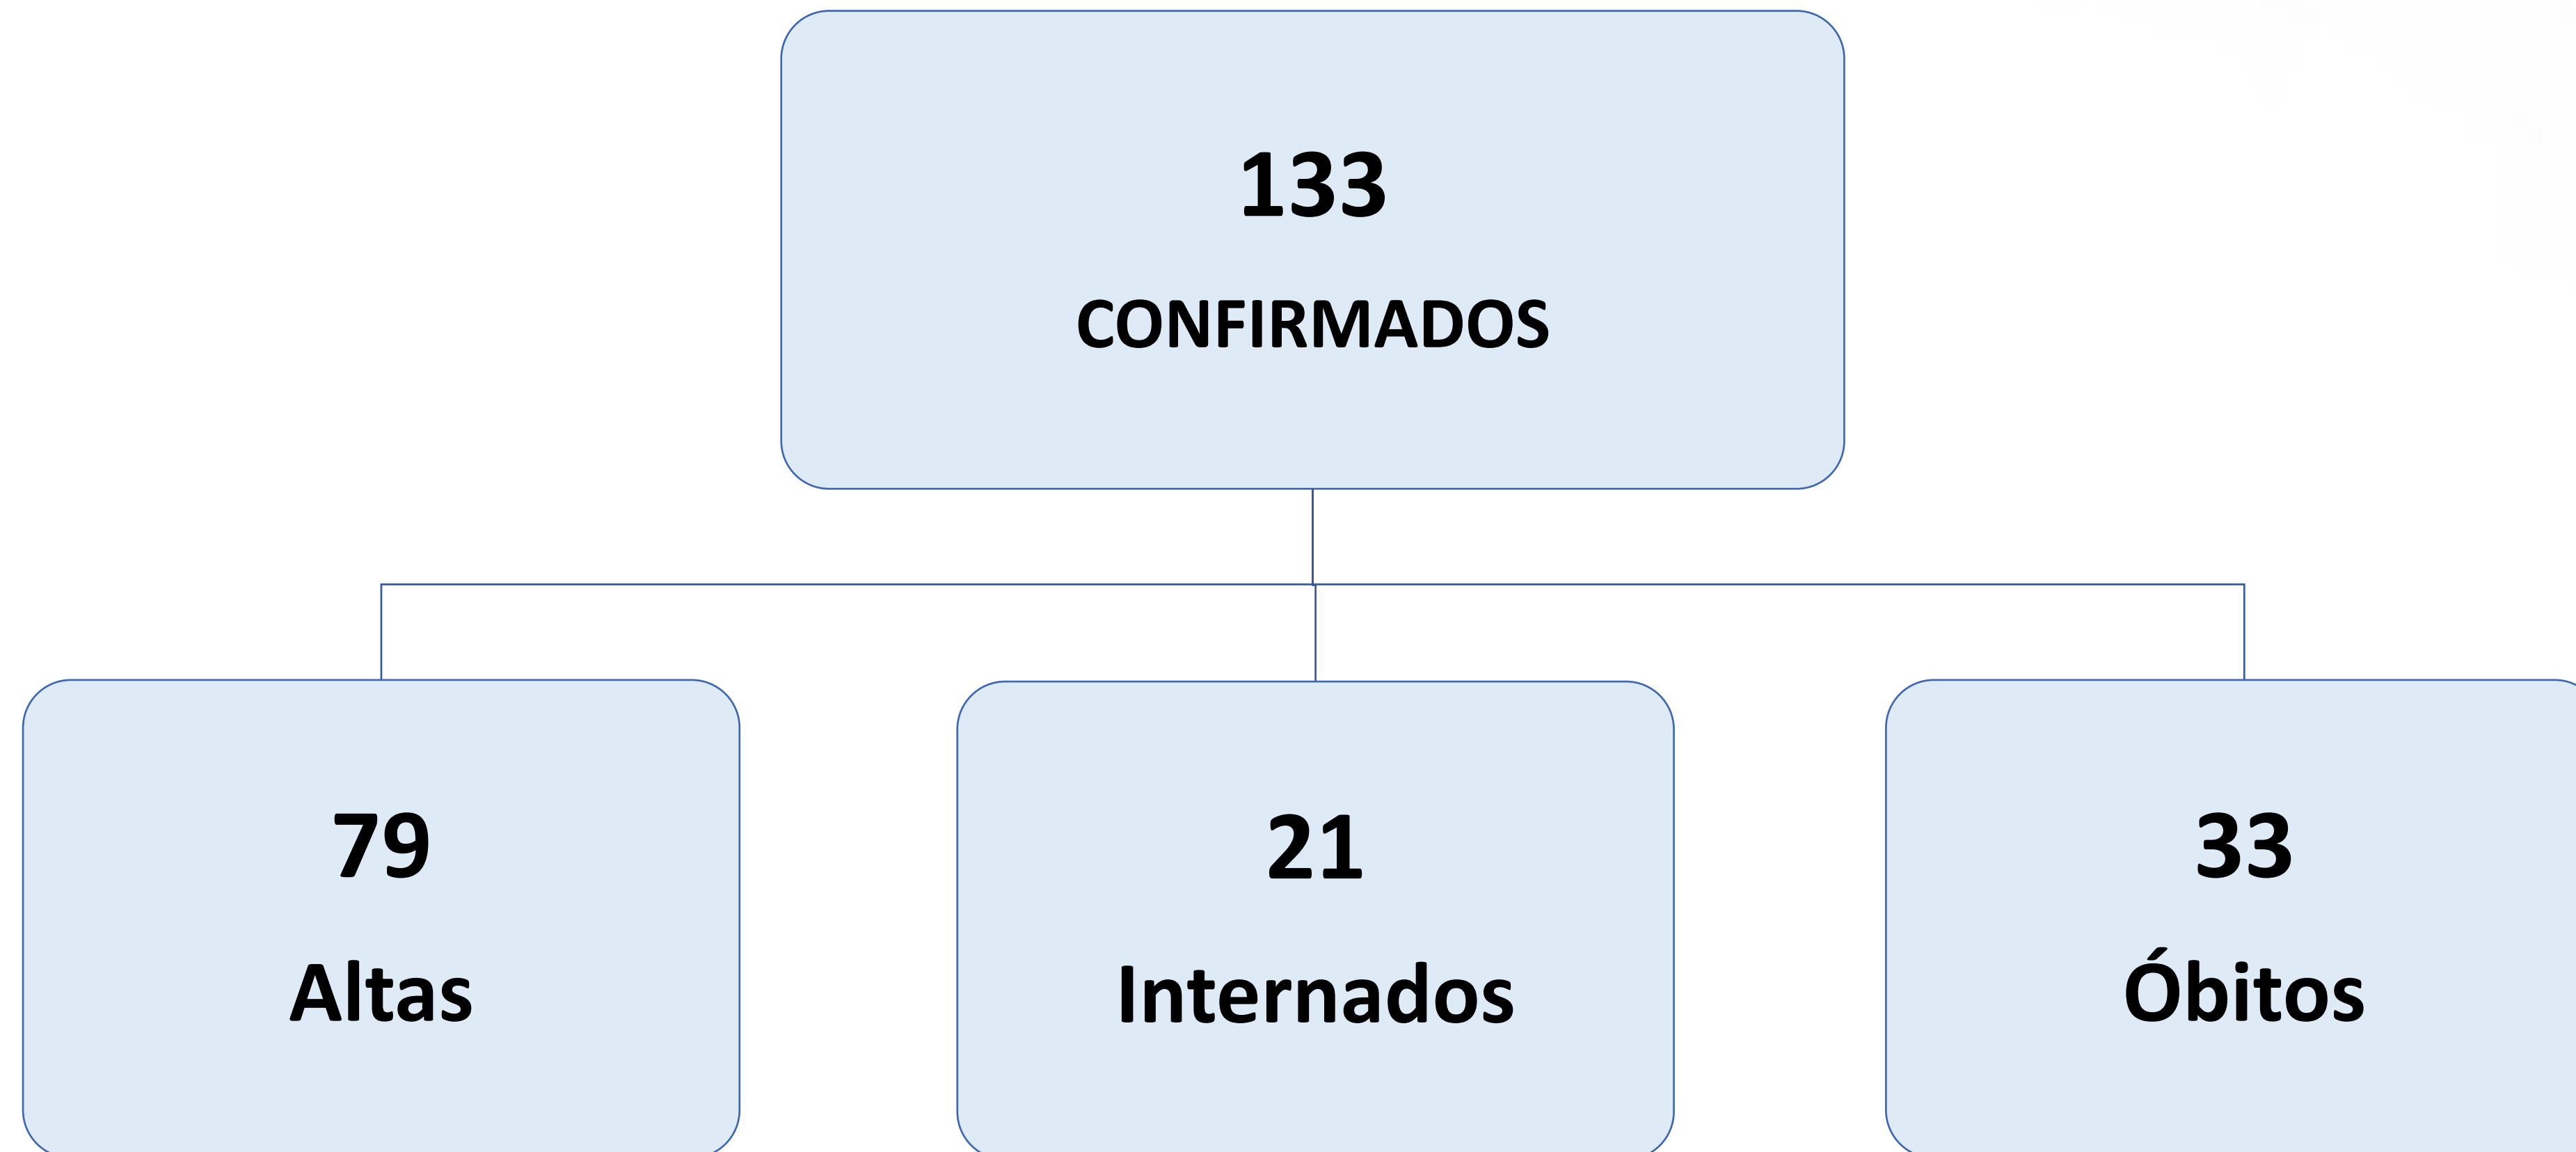 133
CONFIRMADOS
79
Altas
21
Internados
33
Óbitos